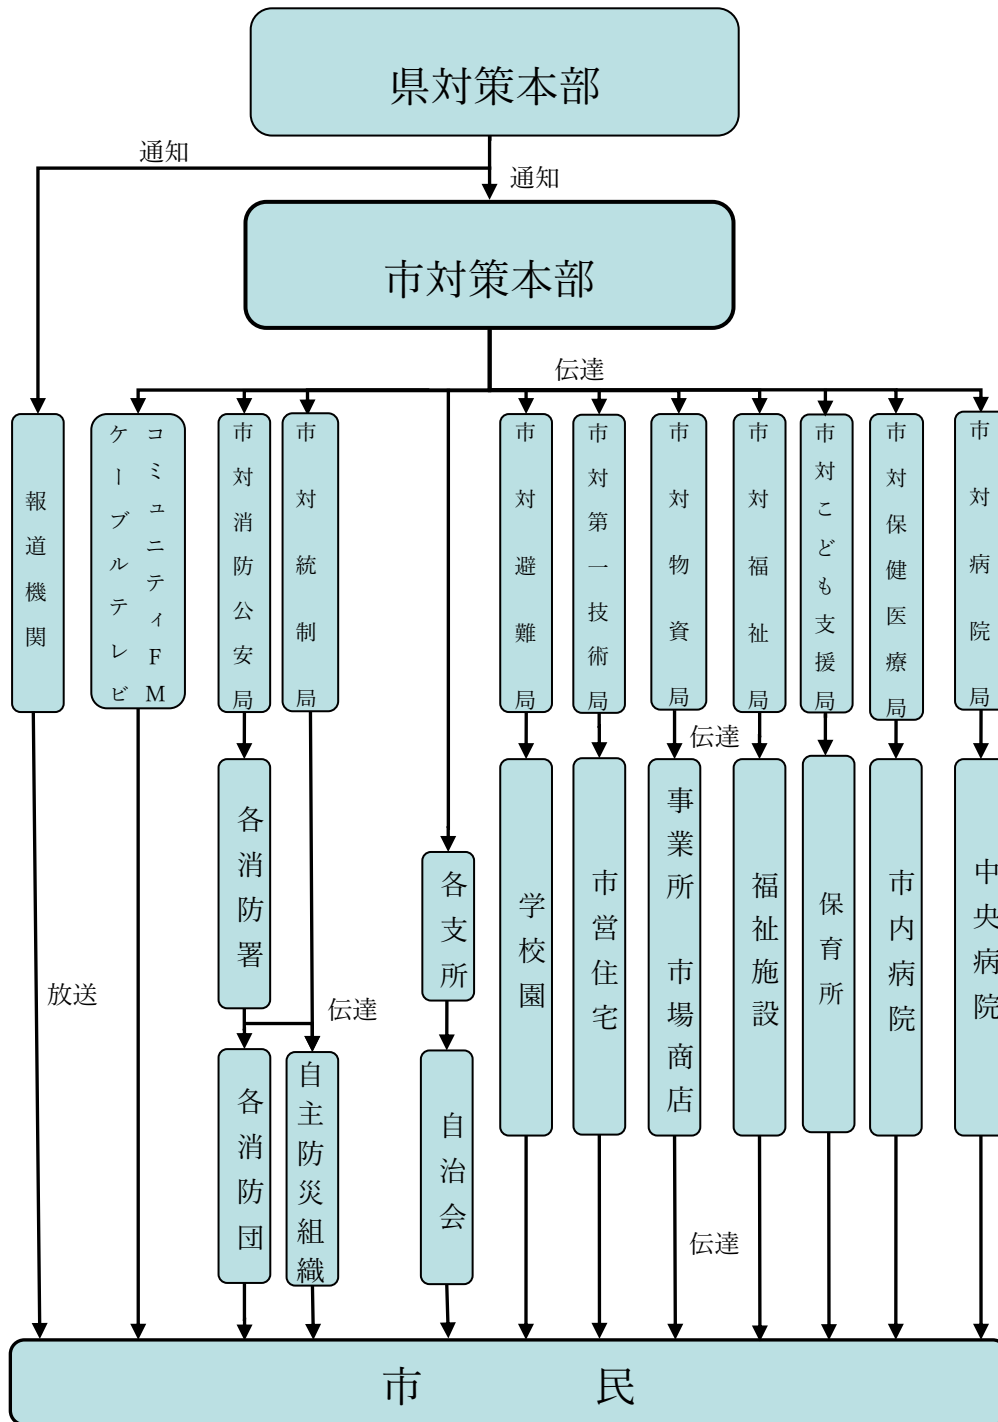 県対策本部
通知
通知
市対策本部
伝達
報道機関
コミュニティFM
ケーブルテレビ
市対消防公安局
市対統制局
市対避難局
市対第一技術局
市対物資局
市対福祉局
市対こども支援局
市対保健医療局
市対病院局
伝達
各消防署
各支所
学校園
市営住宅
事業所　市場商店
福祉施設
保育所
市内病院
中央病院
放送
伝達
各消防団
自主防災組織
自治会
伝達
市　民